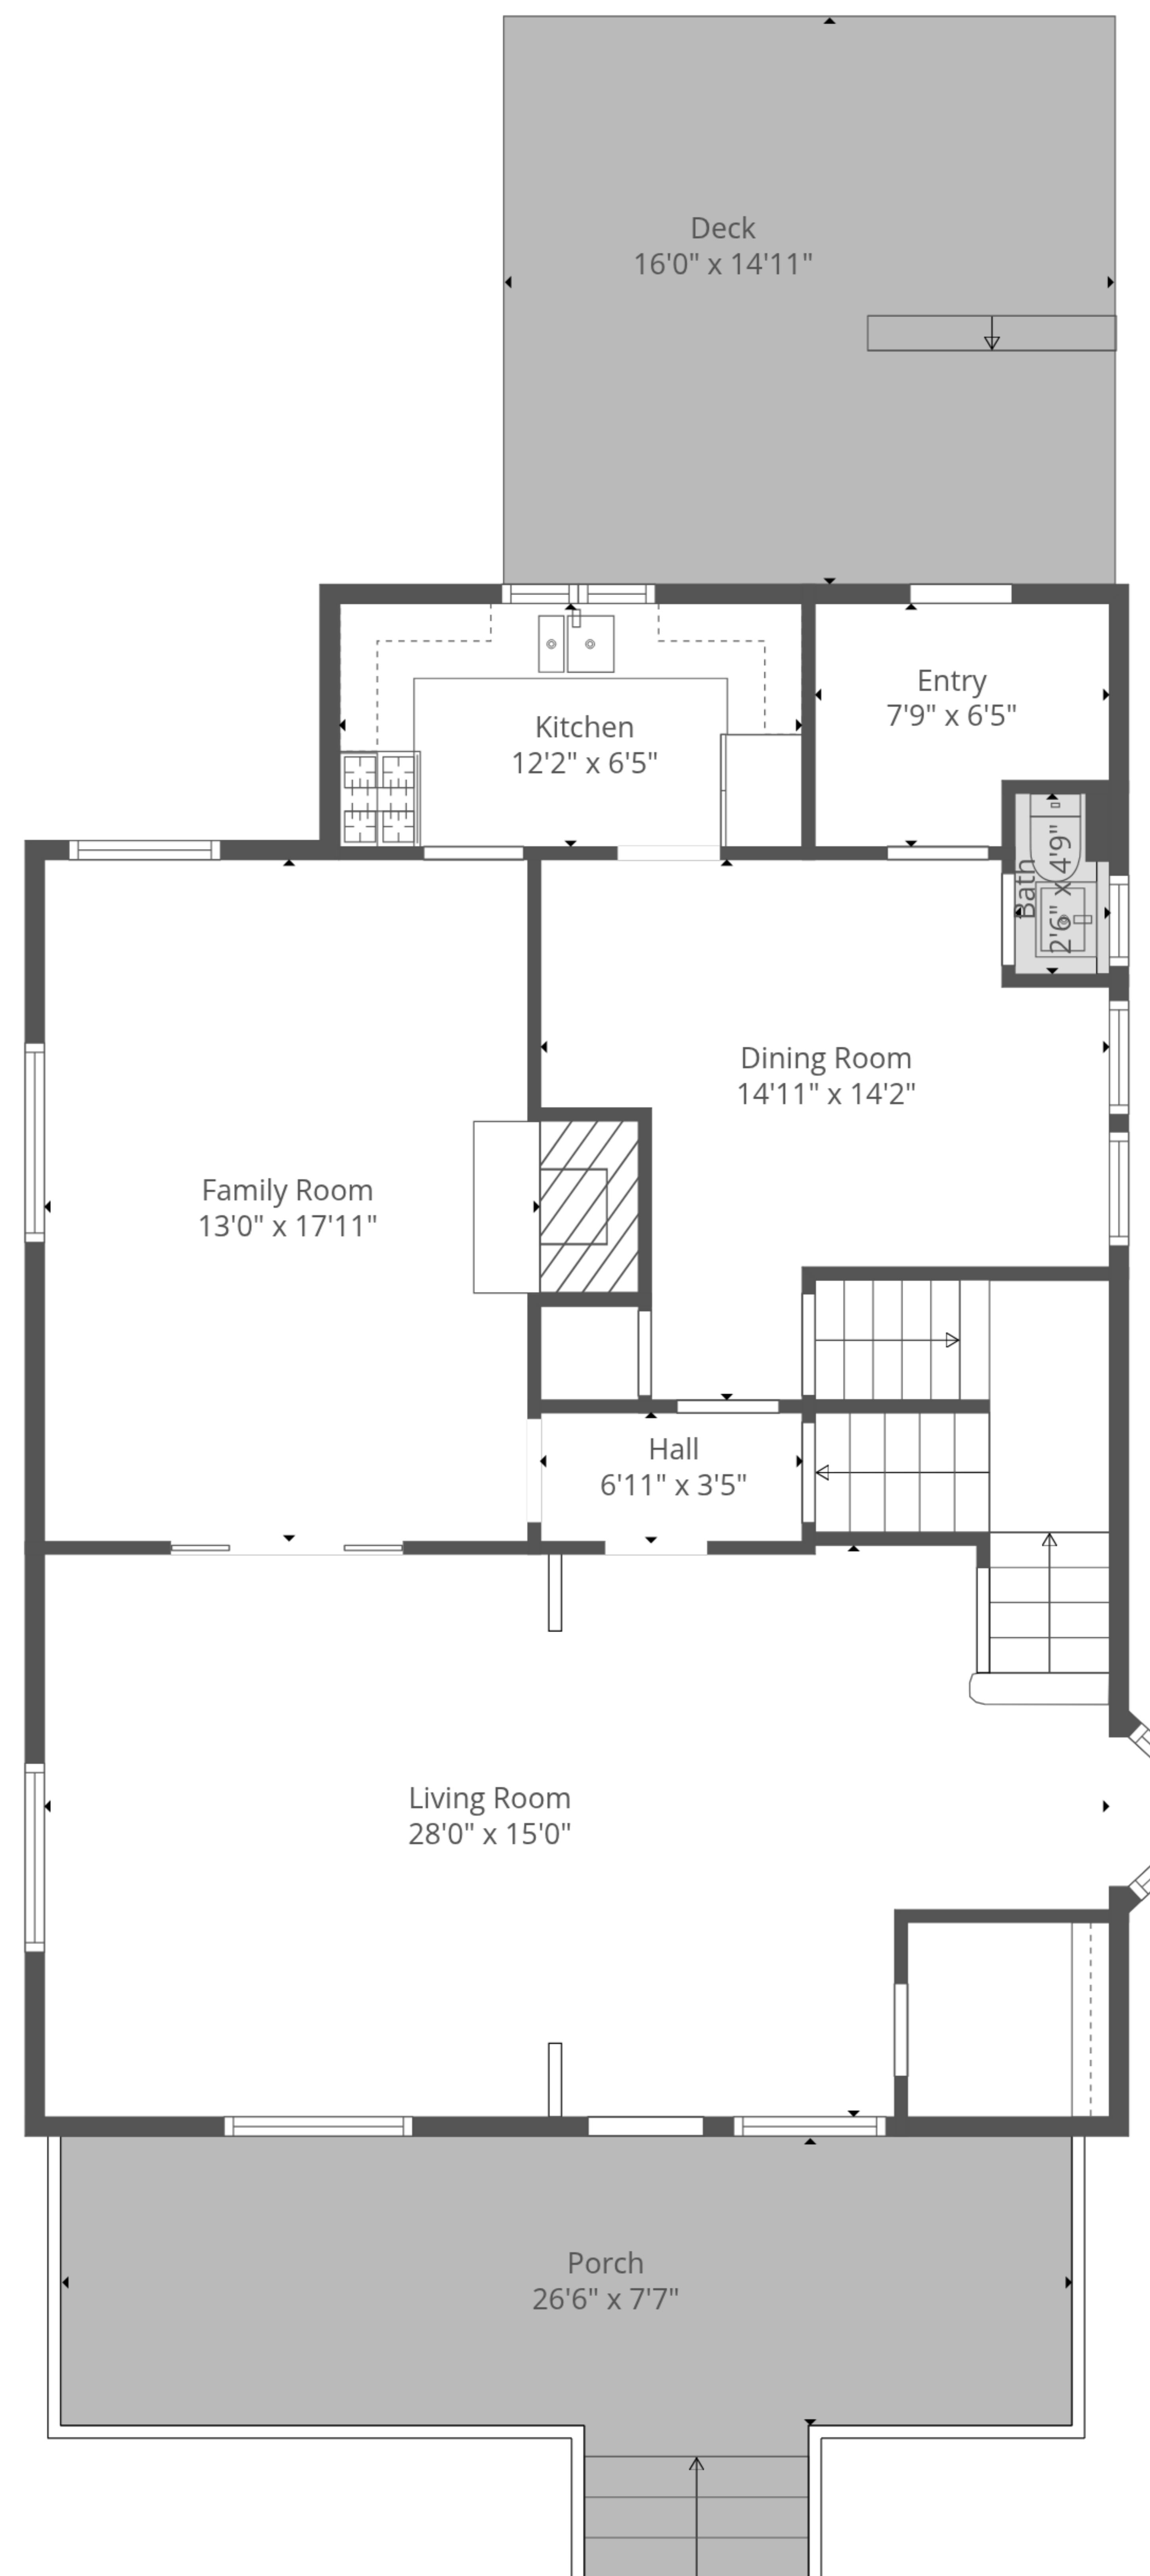 Deck
16'0" x 14'11"
Kitchen
12'2" x 6'5"
Entry
7'9" x 6'5"
Bath
2'6" x 4'9"
Dining Room
14'11" x 14'2"
Family Room
13'0" x 17'11"
Hall
6'11" x 3'5"
Living Room
28'0" x 15'0"
Porch
26'6" x 7'7"